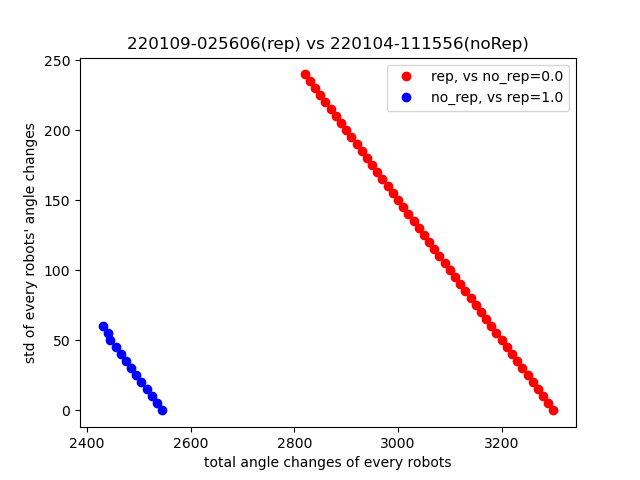 220109-025606(rep) vs 220104-111556(noRep)
rep, vs no_rep=0.0
no_rep, vs rep=1.0
std of every robots' angle changes
250
200
150
100
50
0
2400 2600 2800 3000 3200
total angle changes of every robots